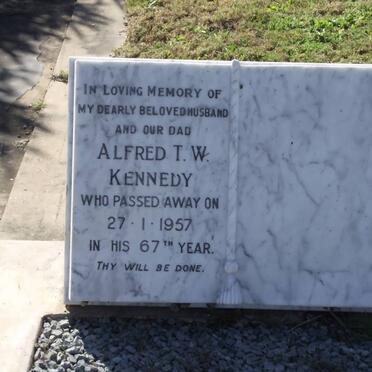 IN LOVING MEMORY OF
MY DEARLY BELOVED HUSBAND
AND OUR DAD
ALFRED T. W.
KENNEDY
WHO PASSED AWAY ON
27 · 1 · 1957
IN HIS 67TH YEAR.
THY WILL BE DONE.